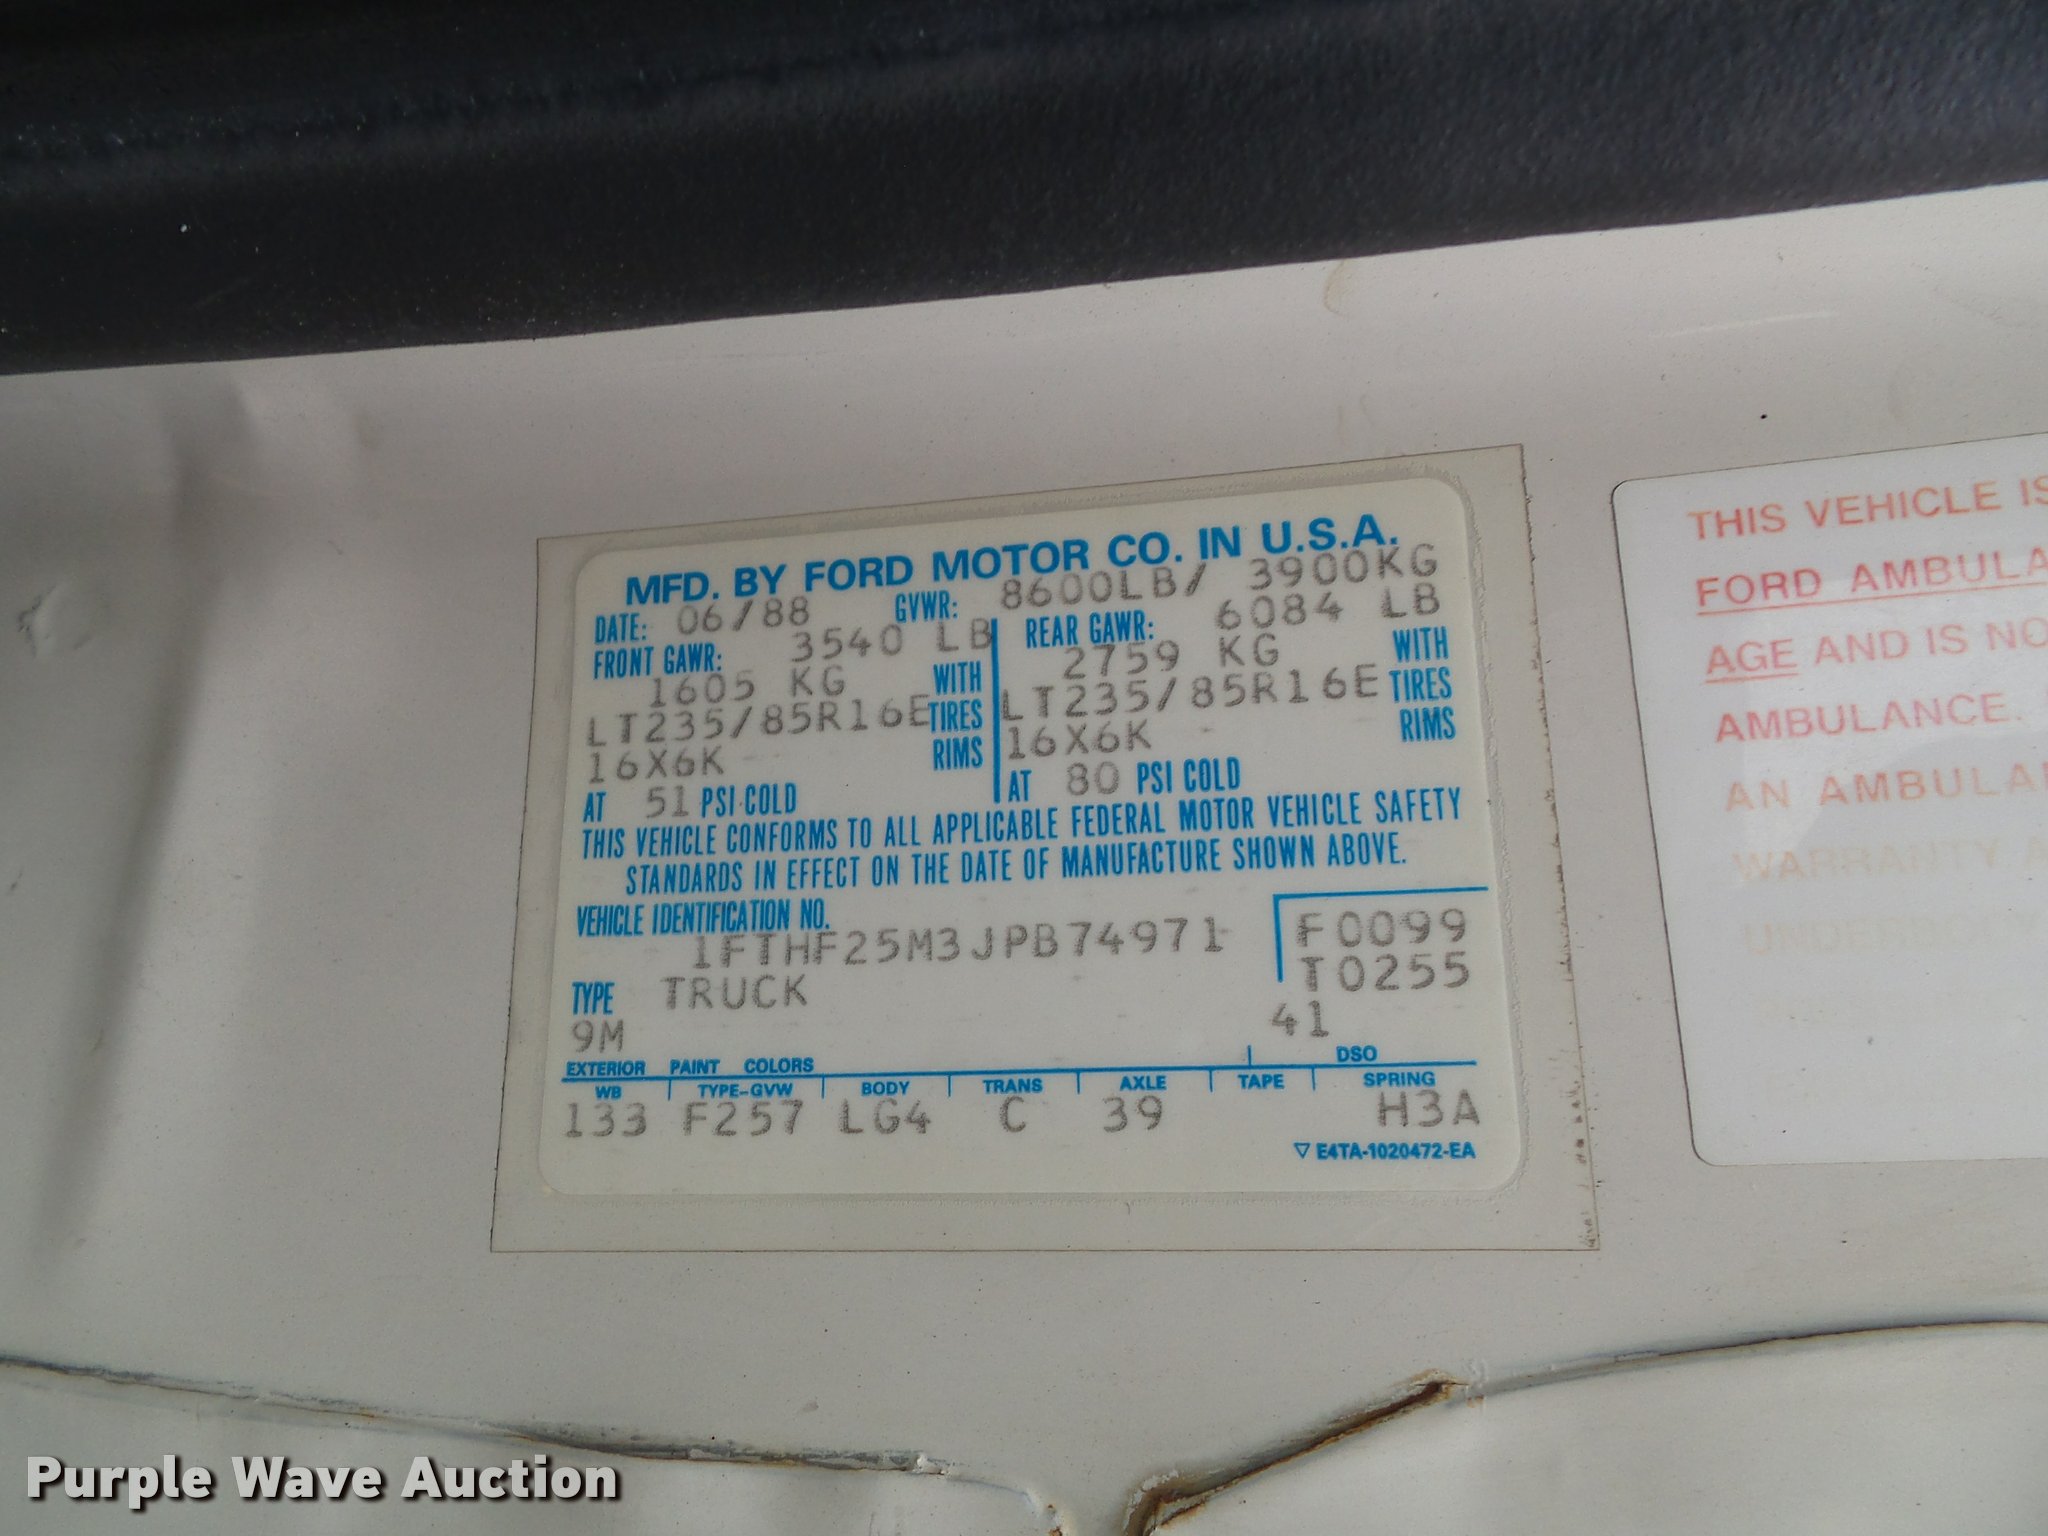 MFD. BY FORD MOTOR CO. IN U.S.A.
DATE: 06/88 GVWR: 8600LB/ 3900KG
FRONT GAWR: 3540 LB REAR GAWR: 6084 LB
1605 KG WITH 2759 KG WITH
LT235/85R16E TIRES LT235/85R16E TIRES
16X6K RIMS 16X6K RIMS
AT 51 PSI COLD AT 80 PSI COLD
THIS VEHICLE CONFORMS TO ALL APPLICABLE FEDERAL MOTOR VEHICLE SAFETY
STANDARDS IN EFFECT ON THE DATE OF MANUFACTURE SHOWN ABOVE.
VEHICLE IDENTIFICATION NO.
1FTHF25M3JPB74971
F0099
T0255
TYPE TRUCK
9M 41
EXTERIOR PAINT COLORS DSO
WB TYPE-GVW BODY TRANS AXLE TAPE SPRING
133 F257 LG4 C 39 H3A
▽ E4TA-1020472-EA
THIS VEHICLE IS
FORD AMBULA
AGE AND IS NO
AMBULANCE.
AN AMBULA
WARRANTY A
Purple Wave Auction